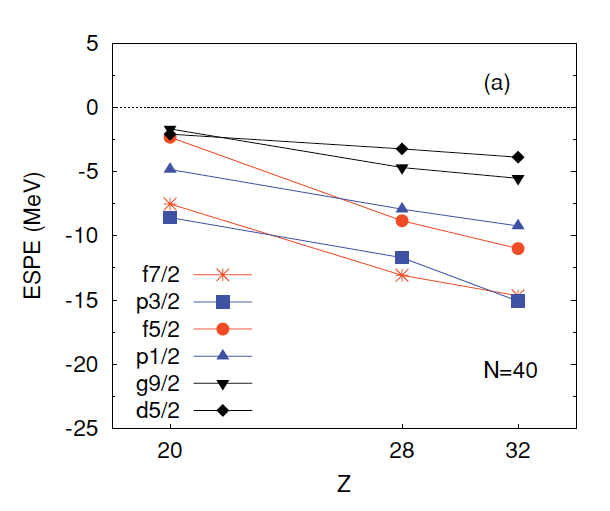 5
(a)
0
-5
-10
-15
-20
-25
ESPE (MeV)
f7/2
p3/2
f5/2
p1/2
g9/2
d5/2
N=40
20
28
32
Z